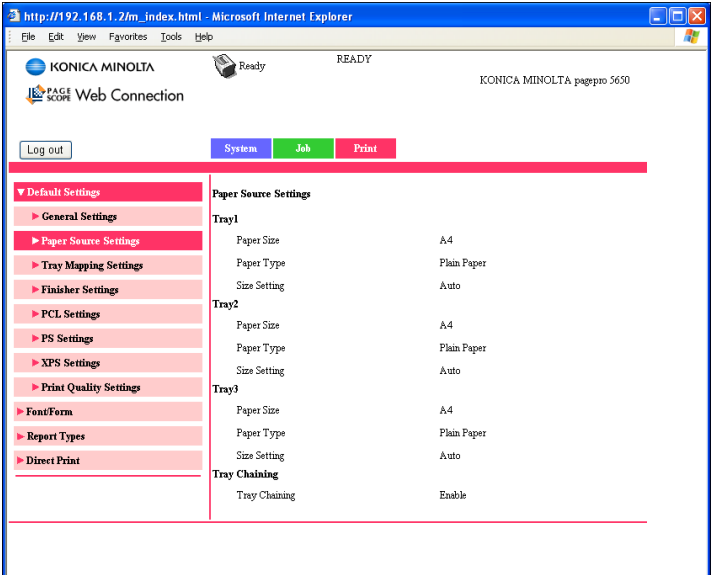 http://192.168.1.2/m_index.html - Microsoft Internet Explorer
File Edit View Favorites Tools Help
KONICA MINOLTA
Ready
READY
KONICA MINOLTA pagepro 5650
PAGE SCOPE Web Connection
Log out
System Job Print
Default Settings
General Settings
Paper Source Settings
Tray Mapping Settings
Finisher Settings
PCL Settings
PS Settings
XPS Settings
Print Quality Settings
Font/Form
Report Types
Direct Print
Paper Source Settings
Tray1
Paper Size A4
Paper Type Plain Paper
Size Setting Auto
Tray2
Paper Size A4
Paper Type Plain Paper
Size Setting Auto
Tray3
Paper Size A4
Paper Type Plain Paper
Size Setting Auto
Tray Chaining
Tray Chaining Enable